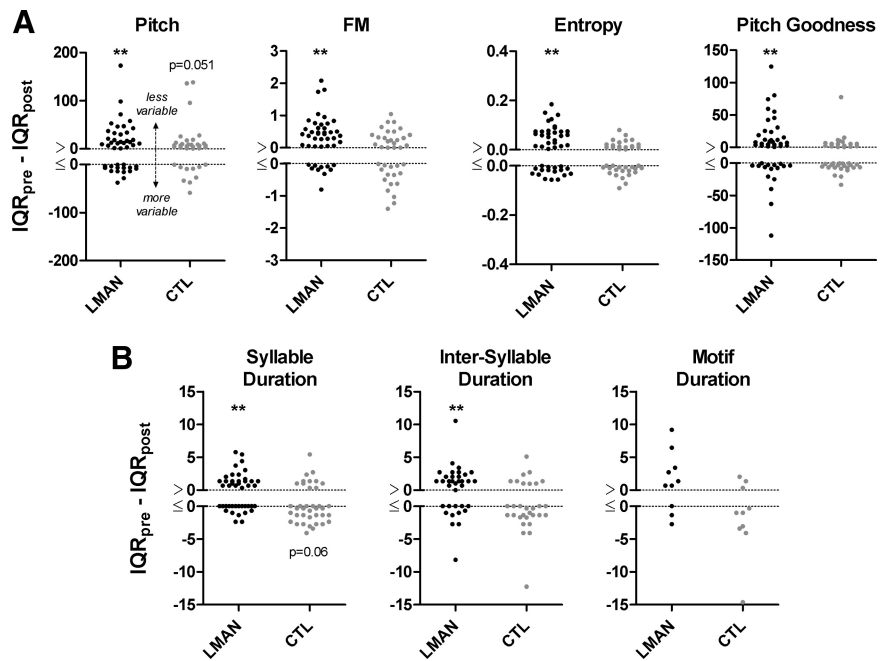 A
Pitch
FM
Entropy
Pitch Goodness
IQRpre - IQRpost
200
100
0
0
-100
-200
>
≤
**
p=0.051
less
variable
more
variable
LMAN
CTL
3
2
1
0
0
-1
-2
-3
>
≤
**
LMAN
CTL
0.4
0.2
0.0
0.0
-0.2
-0.4
>
≤
**
LMAN
CTL
150
100
50
0
0
-50
-100
-150
>
≤
**
LMAN
CTL
B
Syllable
Duration
Inter-Syllable
Duration
Motif
Duration
IQRpre - IQRpost
15
10
5
0
0
-5
-10
-15
>
≤
**
p=0.06
LMAN
CTL
15
10
5
0
0
-5
-10
-15
>
≤
**
LMAN
CTL
15
10
5
0
0
-5
-10
-15
>
≤
LMAN
CTL